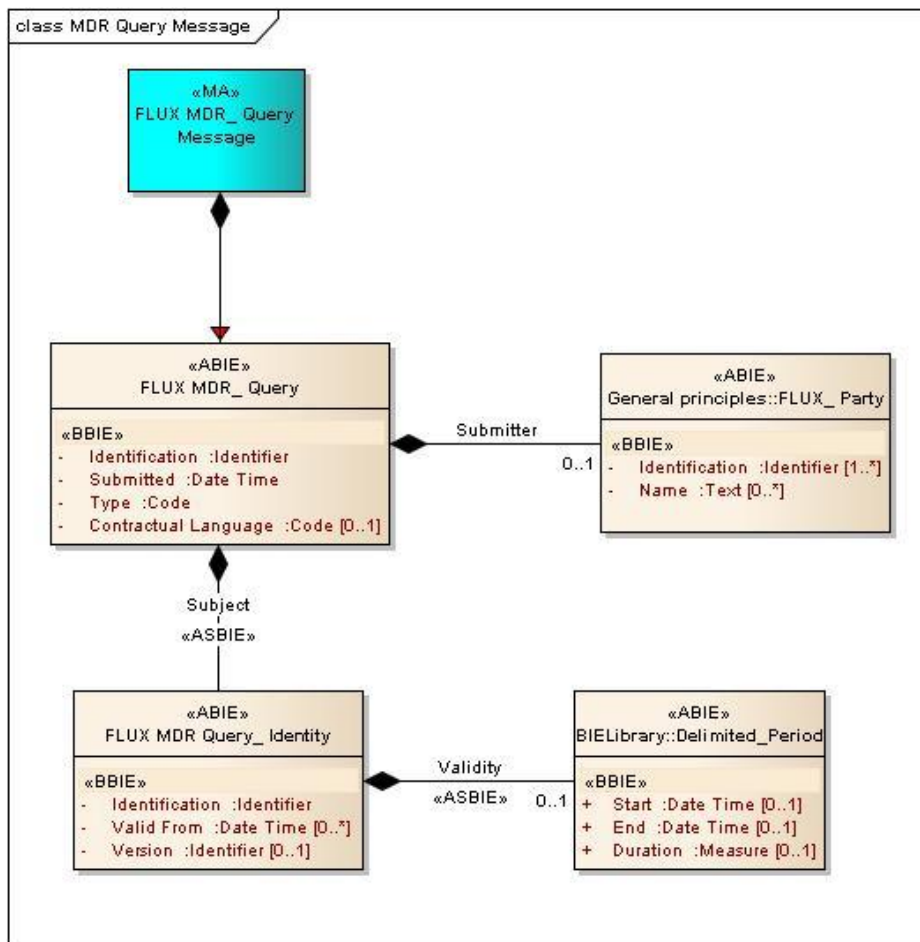 class MDR Query Message
«MA»
FLUX MDR_ Query
Message
«ABIE»
FLUX MDR_ Query
«BBIE»
- Identification :Identifier
- Submitted :Date Time
- Type :Code
- Contractual Language :Code [0..1]
Submitter
0..1
«ABIE»
General principles::FLUX_ Party
«BBIE»
- Identification :Identifier [1..*]
- Name :Text [0..*]
Subject
«ASBIE»
«ABIE»
FLUX MDR Query_ Identity
«BBIE»
- Identification :Identifier
- Valid From :Date Time [0..*]
- Version :Identifier [0..1]
Validity
«ASBIE»
0..1
«ABIE»
BIELibrary::Delimited_Period
«BBIE»
+ Start :Date Time [0..1]
+ End :Date Time [0..1]
+ Duration :Measure [0..1]